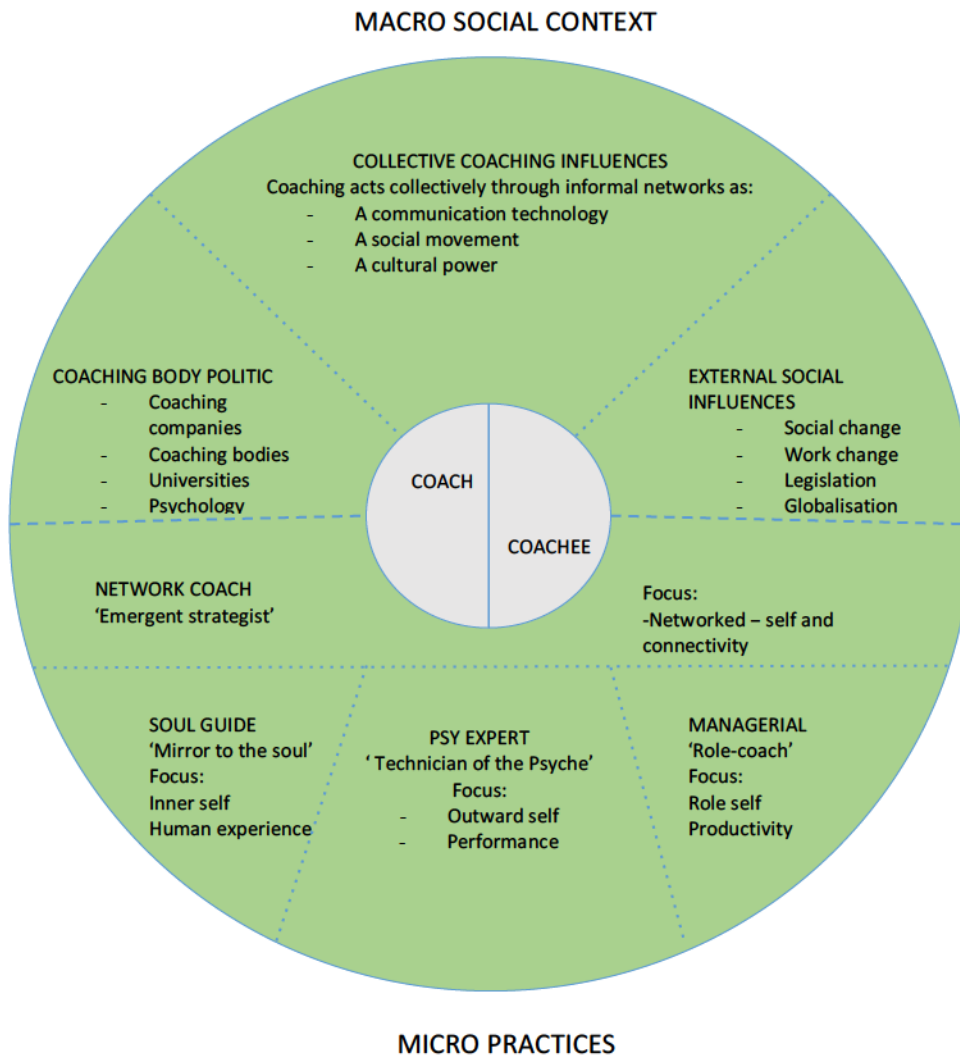 MACRO SOCIAL CONTEXT
COLLECTIVE COACHING INFLUENCES
Coaching acts collectively through informal networks as:
- A communication technology
- A social movement
- A cultural power
COACHING BODY POLITIC
- Coaching
companies
- Coaching bodies
- Universities
- Psychology
EXTERNAL SOCIAL
INFLUENCES
- Social change
- Work change
- Legislation
- Globalisation
COACH
COACHEE
NETWORK COACH
‘Emergent strategist’
Focus:
-Networked – self and
connectivity
SOUL GUIDE
‘Mirror to the soul’
Focus:
Inner self
Human experience
PSY EXPERT
‘ Technician of the Psyche’
Focus:
- Outward self
- Performance
MANAGERIAL
‘Role-coach’
Focus:
Role self
Productivity
MICRO PRACTICES